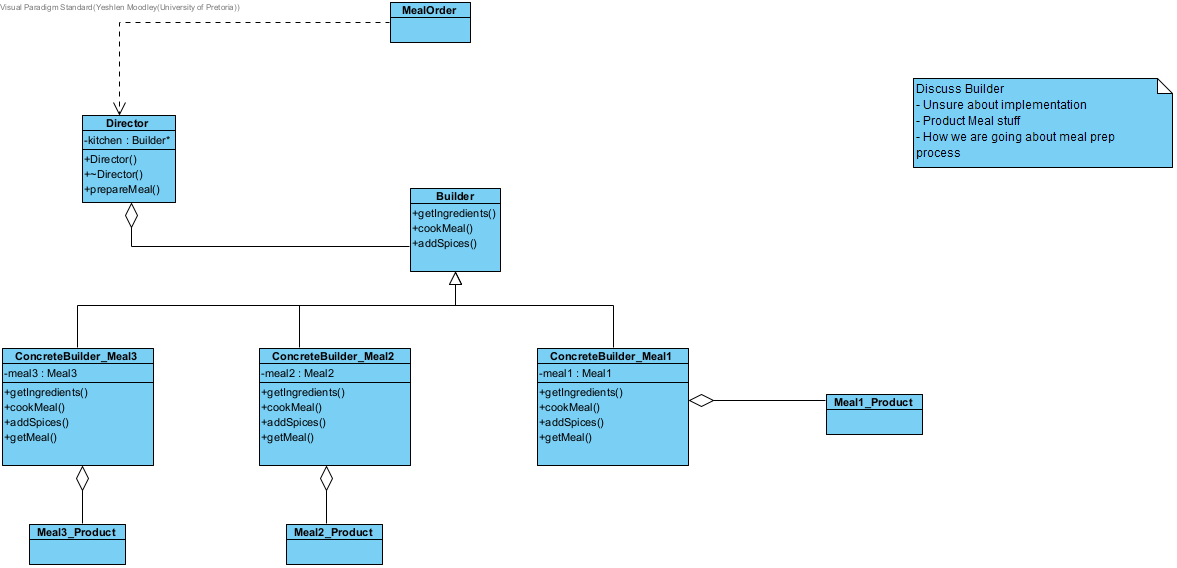 Visual Paradigm Standard(Yeshlen Moodley(University of Pretoria))
MealOrder
Discuss Builder
- Unsure about implementation
- Product Meal stuff
- How we are going about meal prep
process
Director
-kitchen : Builder*
+Director()
+~Director()
+prepareMeal()
Builder
+getIngredients()
+cookMeal()
+addSpices()
ConcreteBuilder_Meal3
-meal3 : Meal3
+getIngredients()
+cookMeal()
+addSpices()
+getMeal()
ConcreteBuilder_Meal2
-meal2 : Meal2
+getIngredients()
+cookMeal()
+addSpices()
+getMeal()
ConcreteBuilder_Meal1
-meal1 : Meal1
+getIngredients()
+cookMeal()
+addSpices()
+getMeal()
Meal1_Product
Meal3_Product
Meal2_Product